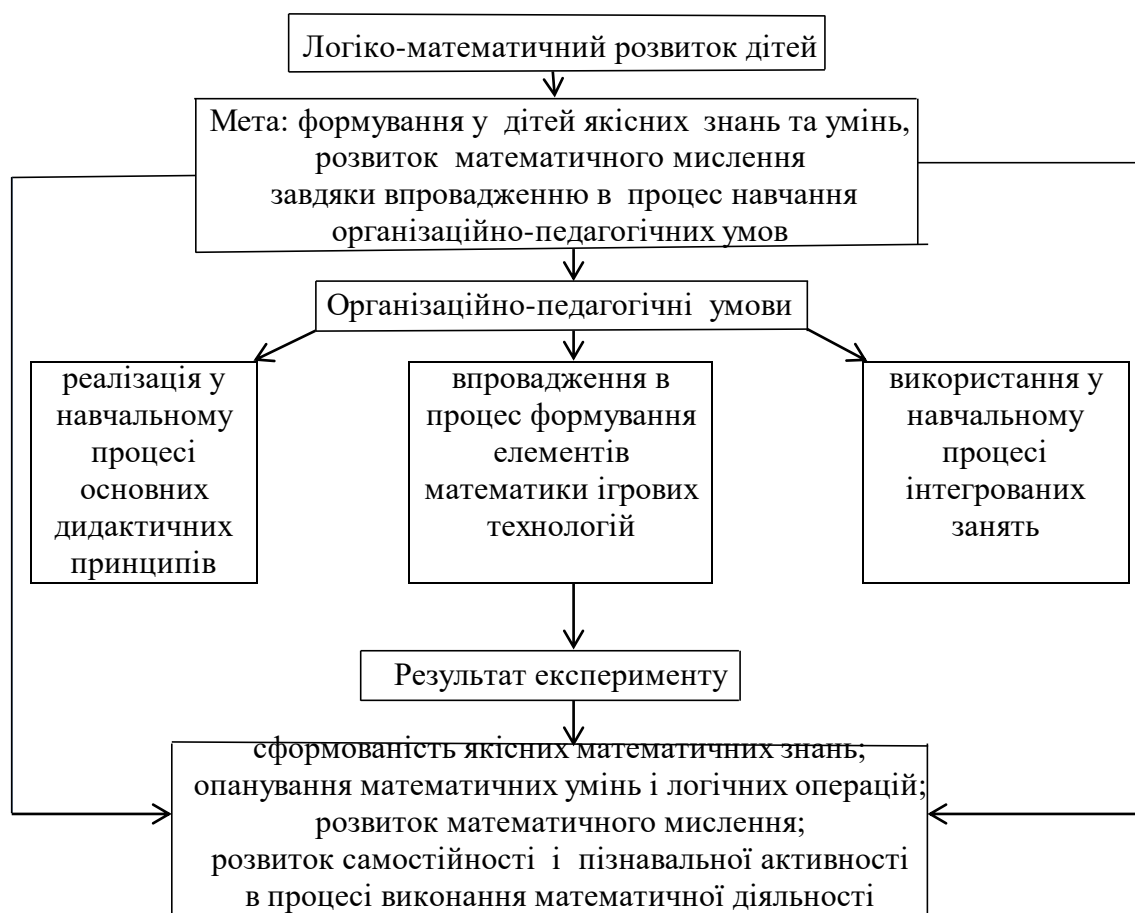 Логіко-математичний розвиток дітей
Мета: формування у дітей якісних знань та умінь,
розвиток математичного мислення
завдяки впровадженню в процес навчання
організаційно-педагогічних умов
Організаційно-педагогічні умови
реалізація у
навчальному
процесі
основних
дидактичних
принципів
впровадження в
процес формування
елементів
математики ігрових
технологій
використання у
навчальному
процесі
інтегрованих
занять
Результат експерименту
сформованість якісних математичних знань;
опанування математичних умінь і логічних операцій;
розвиток математичного мислення;
розвиток самостійності і пізнавальної активності
в процесі виконання математичної діяльності